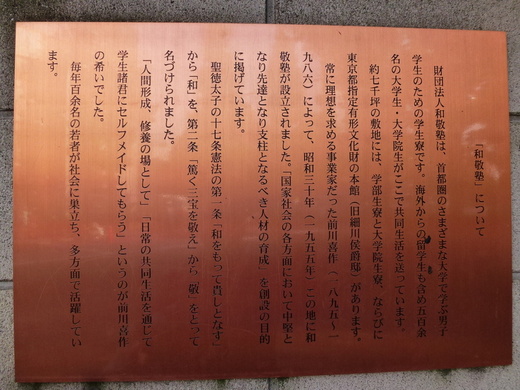 「和敬塾」について
財団法人和敬塾は、首都圏のさまざまな大学で学ぶ男子
学生のための学生寮です。海外からの留学生も含め五百余
名の大学生・大学院生がここで共同生活を送っています。
約七千坪の敷地には、学部生寮と大学院生寮、ならびに
東京都指定有形文化財の本館（旧細川侯爵邸）があります。
常に理想を求める事業家だった前川喜作（一八九五〜一
九八六）によって、昭和三十年（一九五五年）この地に和
敬塾が設立されました。「国家社会の各方面において中堅と
なり先達となり支柱となるべき人材の育成」を創設の目的
に掲げています。
聖徳太子の十七条憲法の第一条「和をもって貴しとなす」
から「和」を、第二条「篤く三宝を敬え」から「敬」をとって
名づけられました。
「人間形成、修養の場として」「日常の共同生活を通じて
学生諸君にセルフメイドしてもらう」というのが前川喜作
の希いでした。
毎年百余名の若者が社会に巣立ち、多方面で活躍してい
ます。